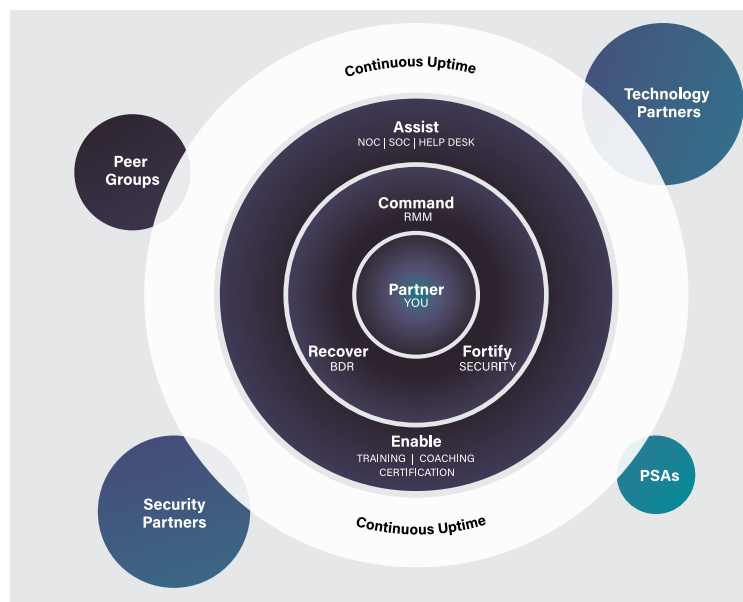 Continuous Uptime
Technology
Partners
Assist
NOC | SOC | HELP DESK
Peer
Groups
Command
RMM
Partner
YOU
Recover
BDR
Fortify
SECURITY
Enable
TRAINING | COACHING
CERTIFICATION
PSAs
Security
Partners
Continuous Uptime